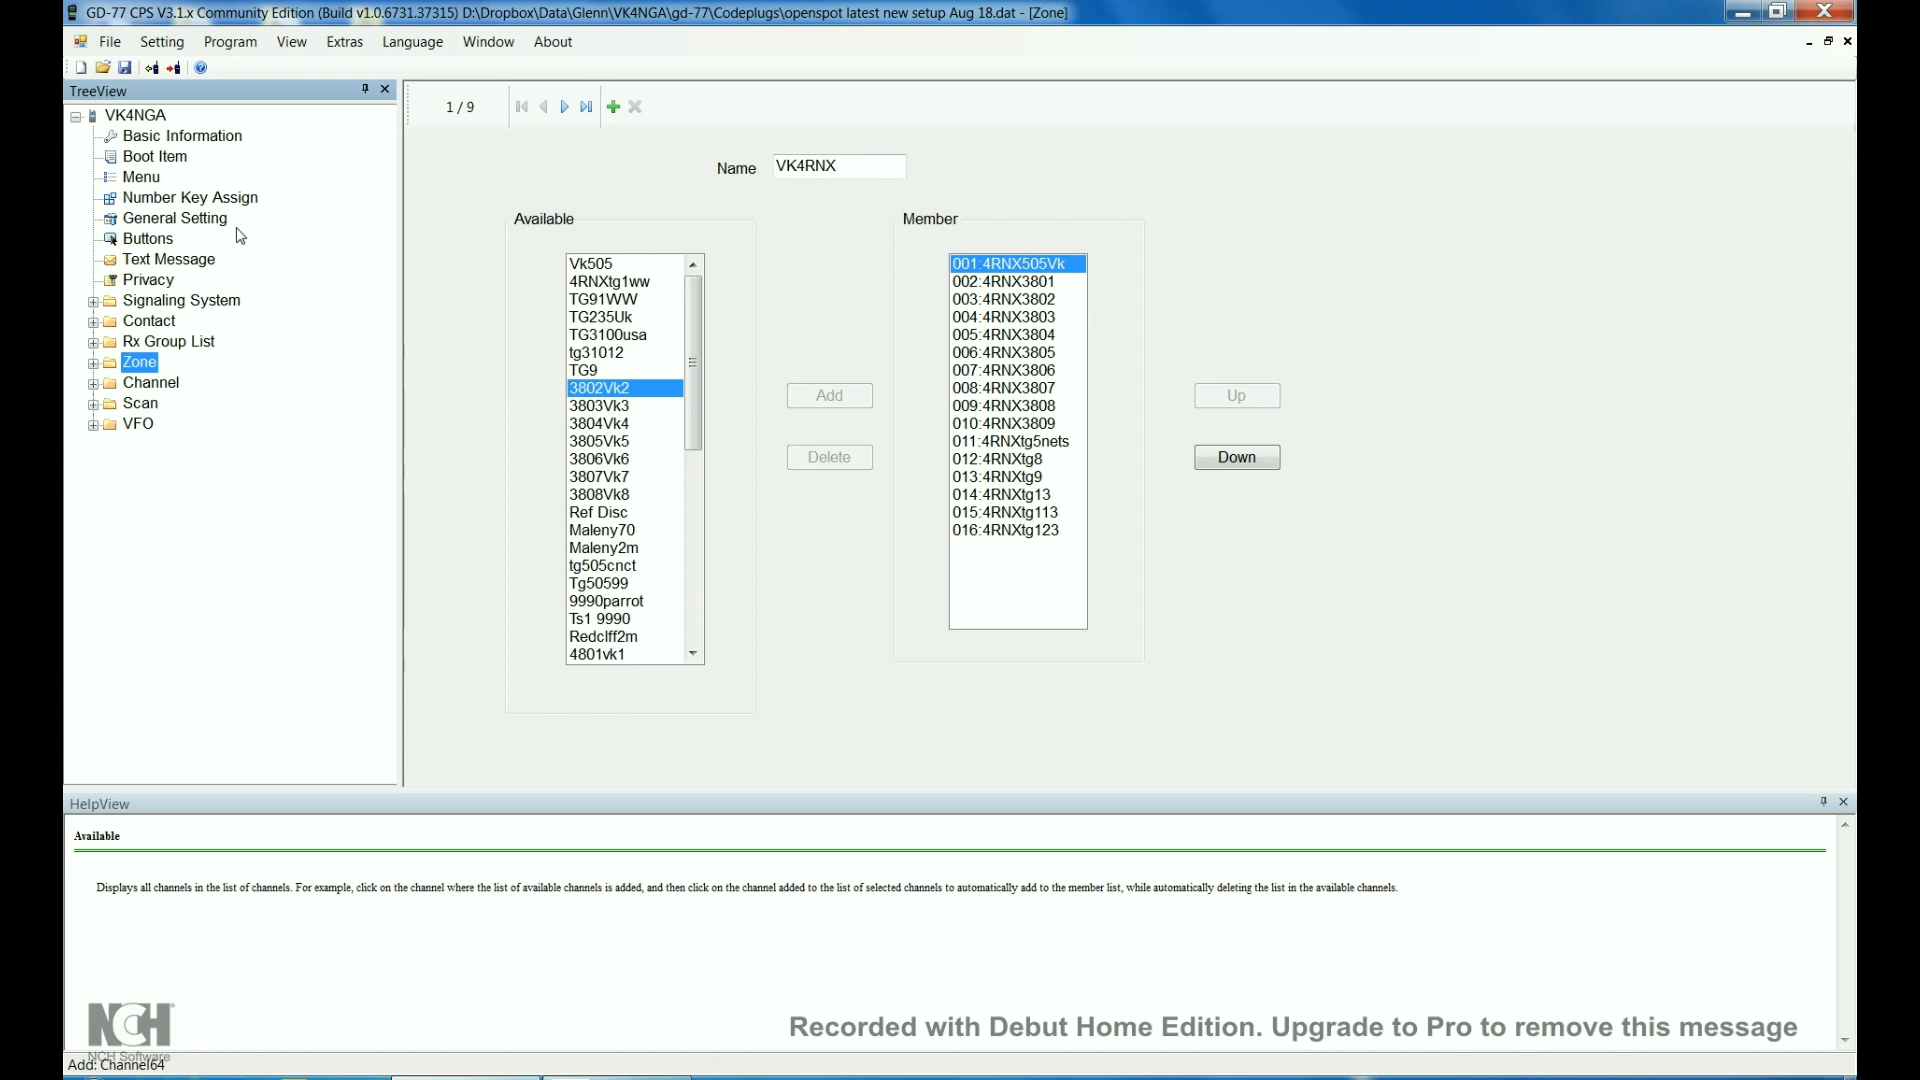 GD-77 CPS V3.1.x Community Edition (Build v1.0.6731.37315) D:\Dropbox\Data\Glenn\VK4NGA\gd-77\Codeplugs\openspot latest new setup Aug 18.dat - [Zone]
File Setting Program View Extras Language Window About
TreeView
1 / 9
VK4NGA
Basic Information
Boot Item
Menu
Number Key Assign
General Setting
Buttons
Text Message
Privacy
Signaling System
Contact
Rx Group List
Zone
Channel
Scan
VFO
Name VK4RNX
Available
Vk505
4RNXtg1ww
TG91WW
TG235Uk
TG3100usa
tg31012
TG9
3802Vk2
3803Vk3
3804Vk4
3805Vk5
3806Vk6
3807Vk7
3808Vk8
Ref Disc
Maleny70
Maleny2m
tg505cnct
Tg50599
9990parrot
Ts1 9990
Redclff2m
4801vk1
Add
Delete
Member
001:4RNX505Vk
002:4RNX3801
003:4RNX3802
004:4RNX3803
005:4RNX3804
006:4RNX3805
007:4RNX3806
008:4RNX3807
009:4RNX3808
010:4RNX3809
011:4RNXtg5nets
012:4RNXtg8
013:4RNXtg9
014:4RNXtg13
015:4RNXtg113
016:4RNXtg123
Up
Down
HelpView
Available
Displays all channels in the list of channels. For example, click on the channel where the list of available channels is added, and then click on the channel added to the list of selected channels to automatically add to the member list, while automatically deleting the list in the available channels.
NCH
NCH Software
Recorded with Debut Home Edition. Upgrade to Pro to remove this message
Add: Channel64